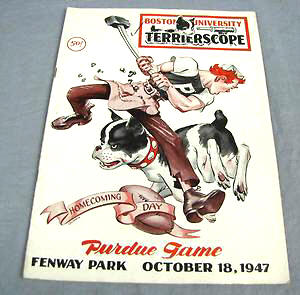 BOSTON UNIVERSITY
50¢
TERRIERSCOPE
HOMECOMING DAY
Purdue Game
FENWAY PARK OCTOBER 18, 1947